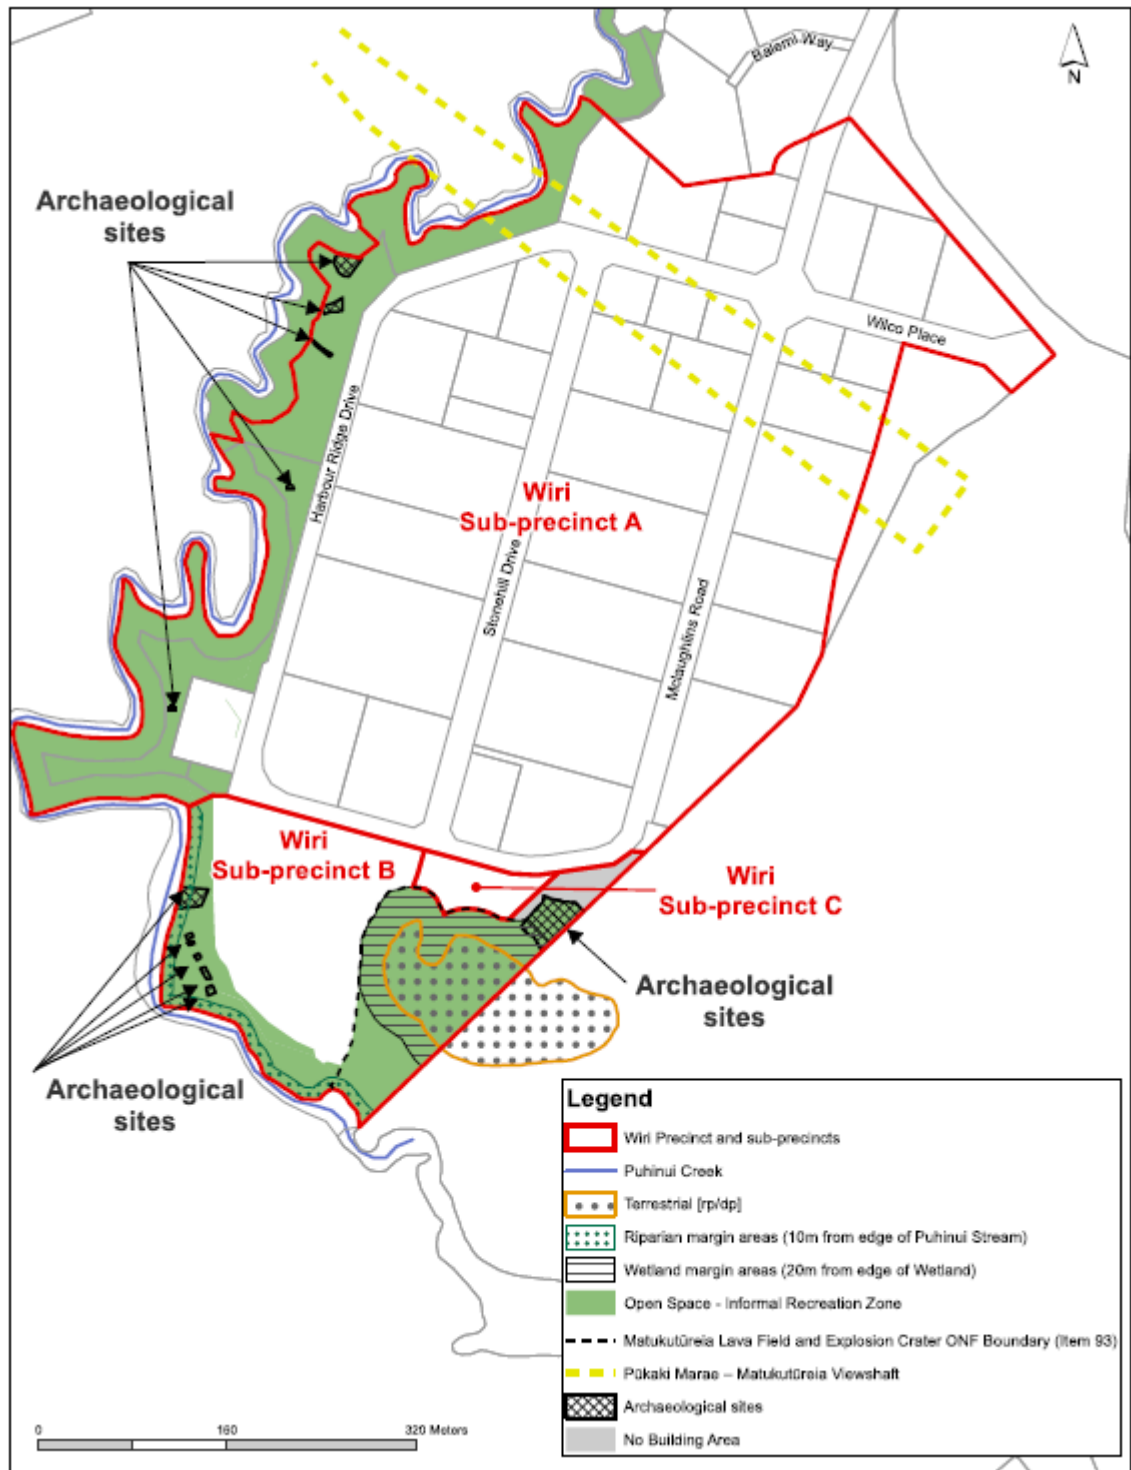 Balemi Way
N
Archaeological
sites
Wilco Place
Harbour Ridge Drive
Wiri
Sub-precinct A
Stonehill Drive
Mclaughlins Road
Wiri
Sub-precinct B
Wiri
Sub-precinct C
Archaeological
sites
Archaeological
sites
Legend
Wiri Precinct and sub-precincts
Puhinui Creek
Terrestrial [rp/dp]
Riparian margin areas (10m from edge of Puhinui Stream)
Wetland margin areas (20m from edge of Wetland)
Open Space - Informal Recreation Zone
Matukutūreia Lava Field and Explosion Crater ONF Boundary (Item 93)
Pūkaki Marae – Matukutūreia Viewshaft
Archaeological sites
No Building Area
0 160 320 Meters